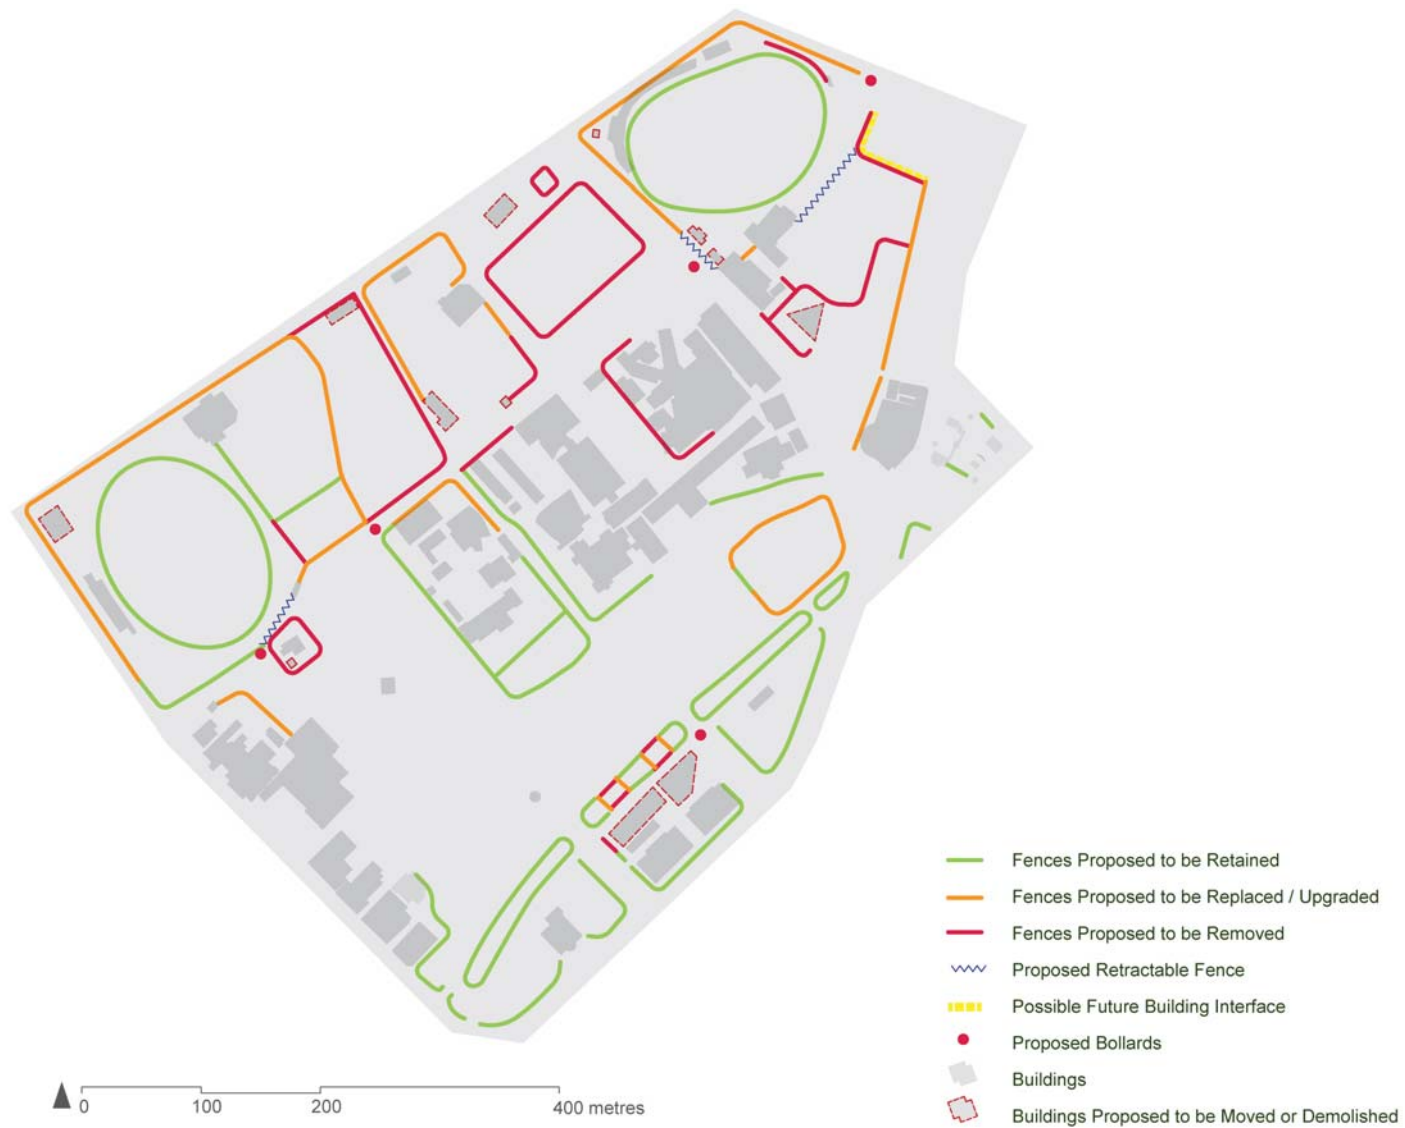 Fences Proposed to be Retained
Fences Proposed to be Replaced / Upgraded
Fences Proposed to be Removed
Proposed Retractable Fence
Possible Future Building Interface
Proposed Bollards
Buildings
Buildings Proposed to be Moved or Demolished
0 100 200 400 metres